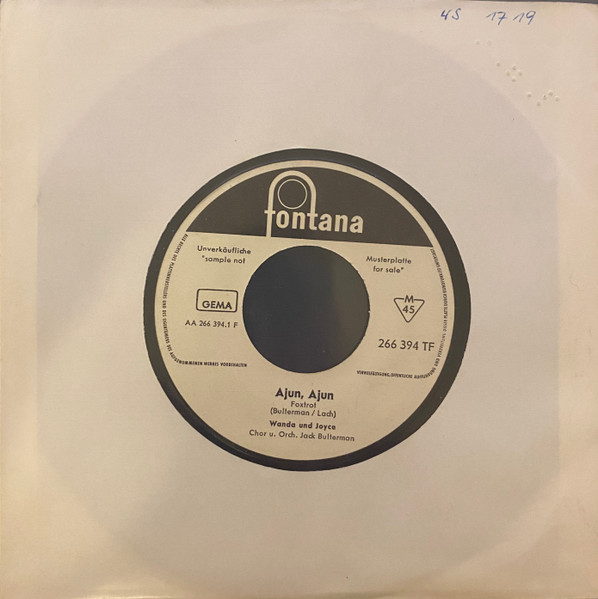 4S 17 19
fontana
Unverkäufliche Musterplatte
"sample not for sale"
GEMA
M
45
AA 266 394.1 F
266 394 TF
Ajun, Ajun
Foxtrot
(Bulterman / Lach)
Wanda und Joyce
Chor u. Orch. Jack Bulterman